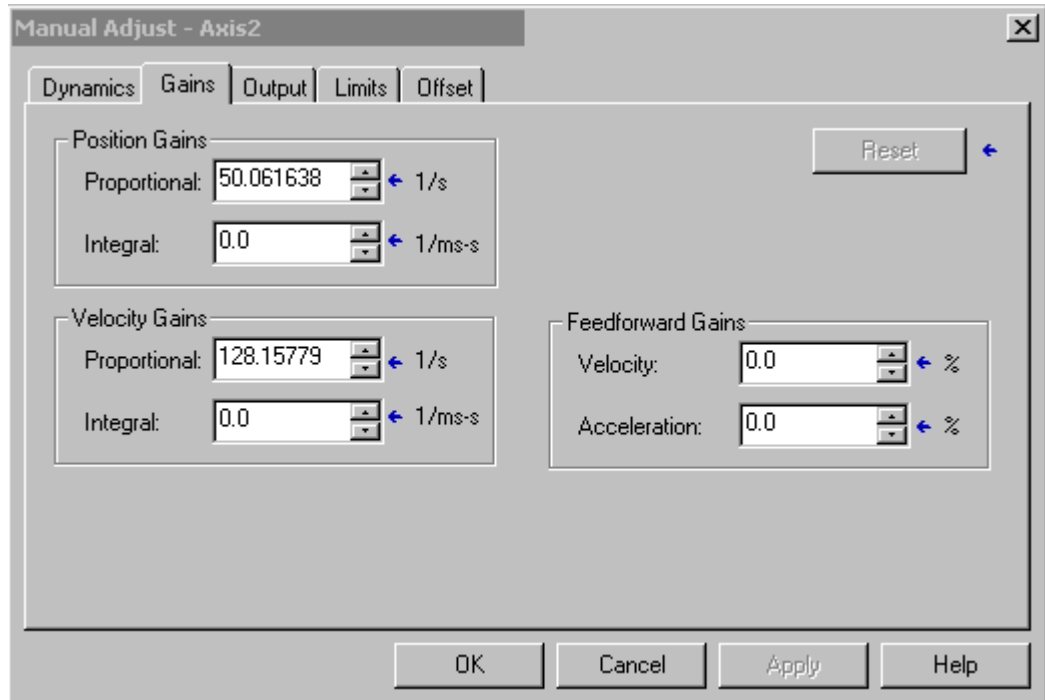 Manual Adjust - Axis2
Dynamics Gains Output Limits Offset
Position Gains
Proportional: 50.061638 1/s
Integral: 0.0 1/ms-s
Reset
Velocity Gains
Proportional: 128.15779 1/s
Integral: 0.0 1/ms-s
Feedforward Gains
Velocity: 0.0 %
Acceleration: 0.0 %
OK Cancel Apply Help